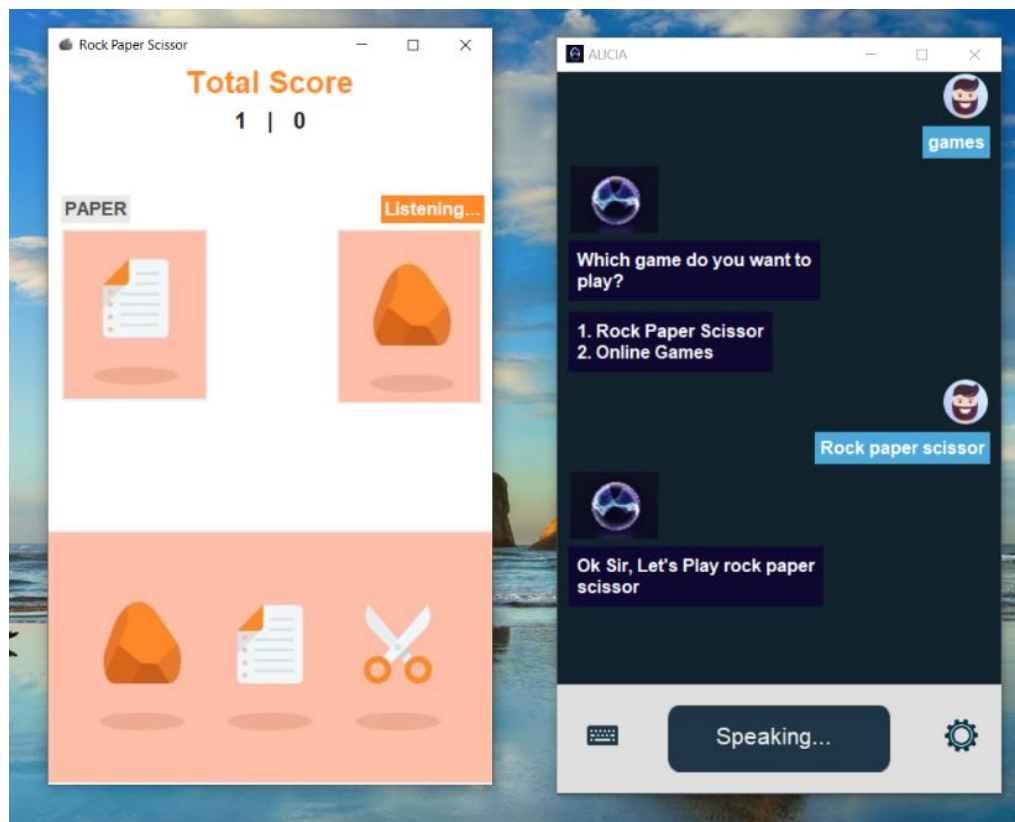 Rock Paper Scissor
Total Score
1 | 0
PAPER
Listening...
AUCIA
games
Which game do you want to
play?
1. Rock Paper Scissor
2. Online Games
Rock paper scissor
Ok Sir, Let's Play rock paper
scissor
Speaking...